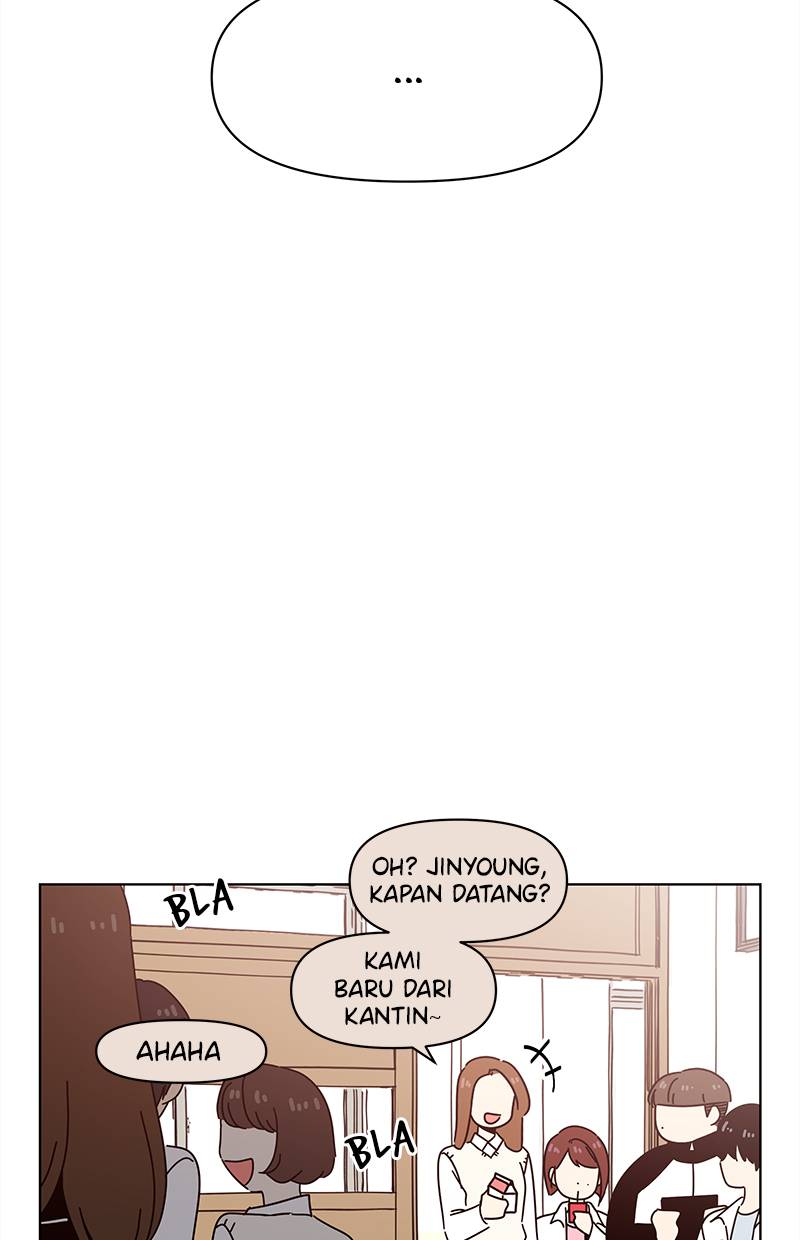 ...
BLA
OH? JINYOUNG,
KAPAN DATANG?
KAMI
BARU DARI
KANTIN~
AHAHA
BLA